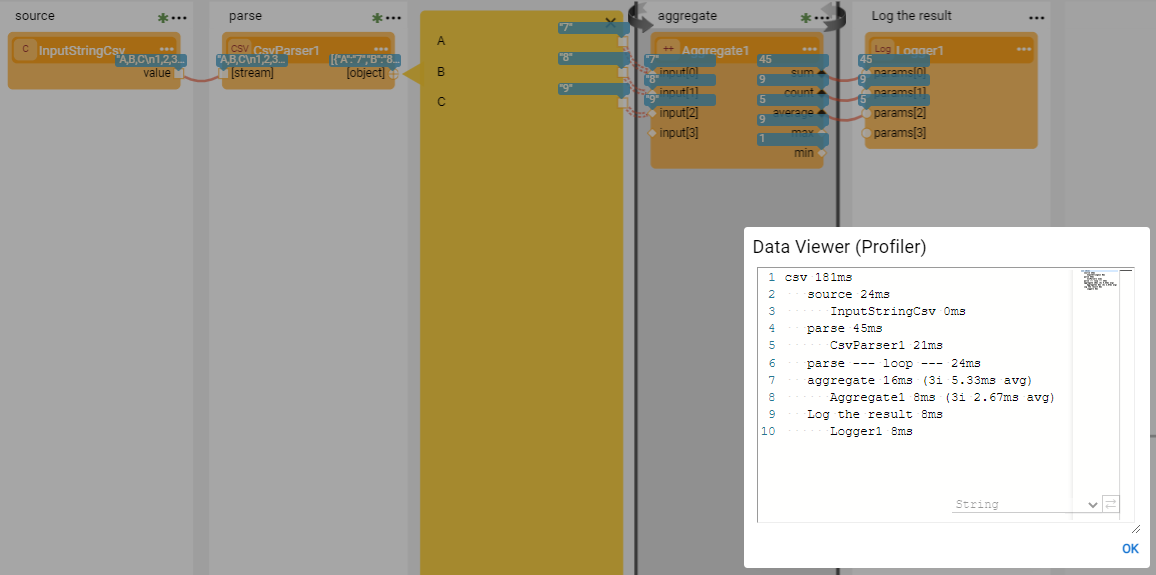 source
parse
aggregate
Log the result
C InputStringCsv
"A,B,C\n1,2,3...
value
CSV CsvParser1
"A,B,C\n1,2,3...
[{"A":"7","B":"8...
[stream]
[object]
A
B
C
"7"
"8"
"9"
++ Aggregate1
"7"
input[0]
"8"
input[1]
"9"
input[2]
input[3]
45
sum
9
count
5
average
9
max
1
min
Log Logger1
45
params[0]
9
params[1]
5
params[2]
params[3]
Data Viewer (Profiler)
1 csv 181ms
2 source 24ms
3 InputStringCsv 0ms
4 parse 45ms
5 CsvParser1 21ms
6 parse --- loop --- 24ms
7 aggregate 16ms (3i 5.33ms avg)
8 Aggregate1 8ms (3i 2.67ms avg)
9 Log the result 8ms
10 Logger1 8ms
String
OK